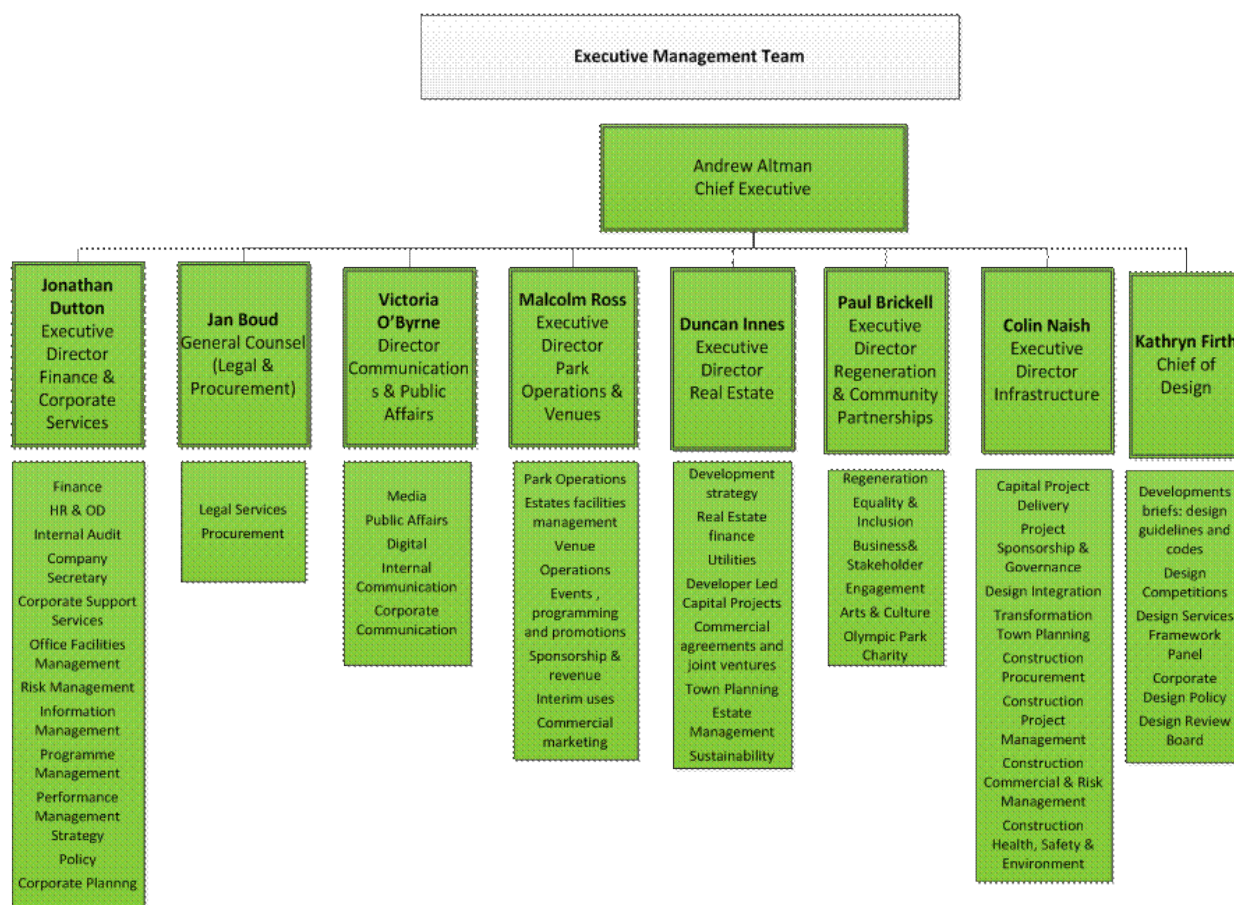 Executive Management Team
Andrew Altman
Chief Executive
Jonathan
Dutton
Executive
Director
Finance &
Corporate
Services
Jan Boud
General Counsel
(Legal &
Procurement)
Victoria
O'Byrne
Director
Communication
s & Public
Affairs
Malcolm Ross
Executive
Director
Park
Operations &
Venues
Duncan Innes
Executive
Director
Real Estate
Paul Brickell
Executive
Director
Regeneration
& Community
Partnerships
Colin Naish
Executive
Director
Infrastructure
Kathryn Firth
Chief of
Design
Finance
HR & OD
Internal Audit
Company
Secretary
Corporate Support
Services
Office Facilities
Management
Risk Management
Information
Management
Programme
Management
Performance
Management
Strategy
Policy
Corporate Plannng
Legal Services
Procurement
Media
Public Affairs
Digital
Internal
Communication
Corporate
Communication
Park Operations
Estates facilities
management
Venue
Operations
Events ,
programming
and promotions
Sponsorship &
revenue
Interim uses
Commercial
marketing
Development
strategy
Real Estate
finance
Utilities
Developer Led
Capital Projects
Commercial
agreements and
joint ventures
Town Planning
Estate
Management
Sustainability
Regeneration
Equality &
Inclusion
Business&
Stakeholder
Engagement
Arts & Culture
Olympic Park
Charity
Capital Project
Delivery
Project
Sponsorship &
Governance
Design Integration
Transformation
Town Planning
Construction
Procurement
Construction
Project
Management
Construction
Commercial & Risk
Management
Construction
Health, Safety &
Environment
Developments
briefs: design
guidelines and
codes
Design
Competitions
Design Services
Framework
Panel
Corporate
Design Policy
Design Review
Board